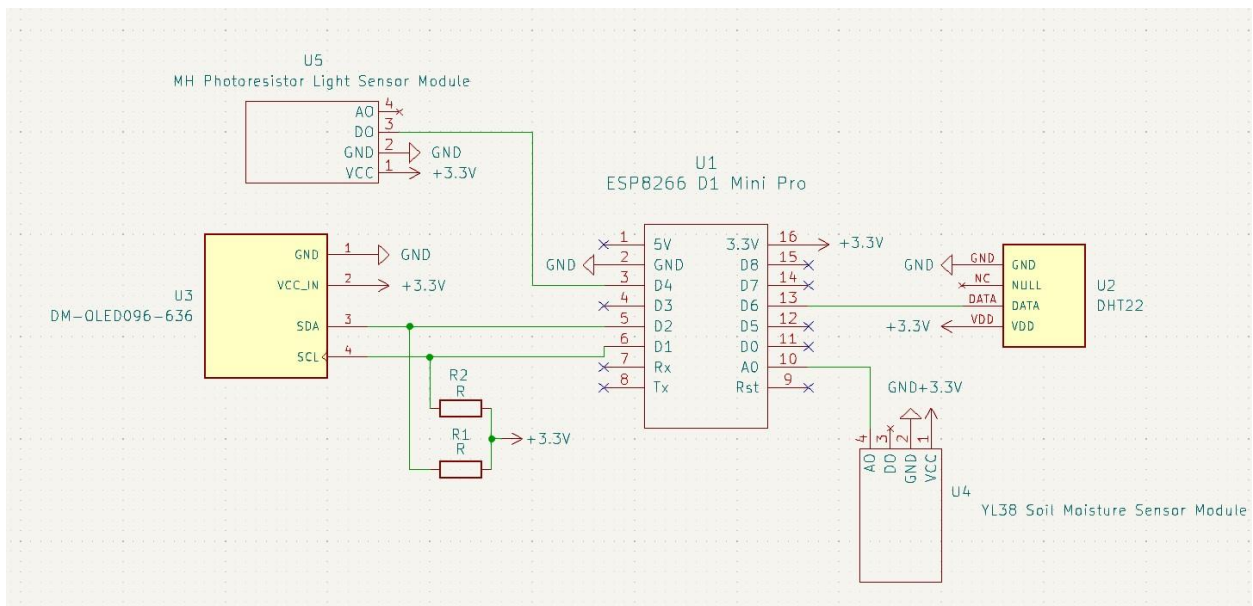 U5
MH Photoresistor Light Sensor Module
AO 4
DO 3
GND 2 GND
VCC 1 +3.3V
U1
ESP8266 D1 Mini Pro
1 5V 3.3V 16 +3.3V
GND 2 GND D8 15
3 D4 D7 14
4 D3 D6 13
5 D2 D5 12
6 D1 D0 11
7 Rx A0 10
8 Tx Rst 9
U3
DM-OLED096-636
GND 1 GND
VCC_IN 2 +3.3V
SDA 3
SCL 4
R2
R
R1
R
+3.3V
GND GND GND
NC NULL
DATA DATA
+3.3V VDD VDD
U2
DHT22
GND +3.3V
4 3 2 1
AO DO GND VCC
U4
YL38 Soil Moisture Sensor Module